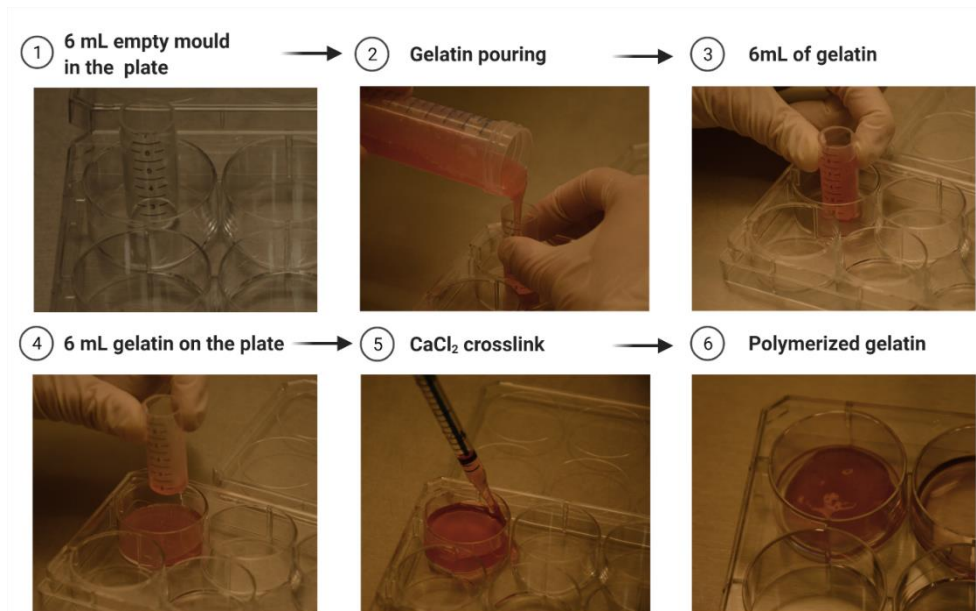 1 6 mL empty mould
in the plate
2 Gelatin pouring
3 6mL of gelatin
4 6 mL gelatin on the plate
5 CaCl₂ crosslink
6 Polymerized gelatin